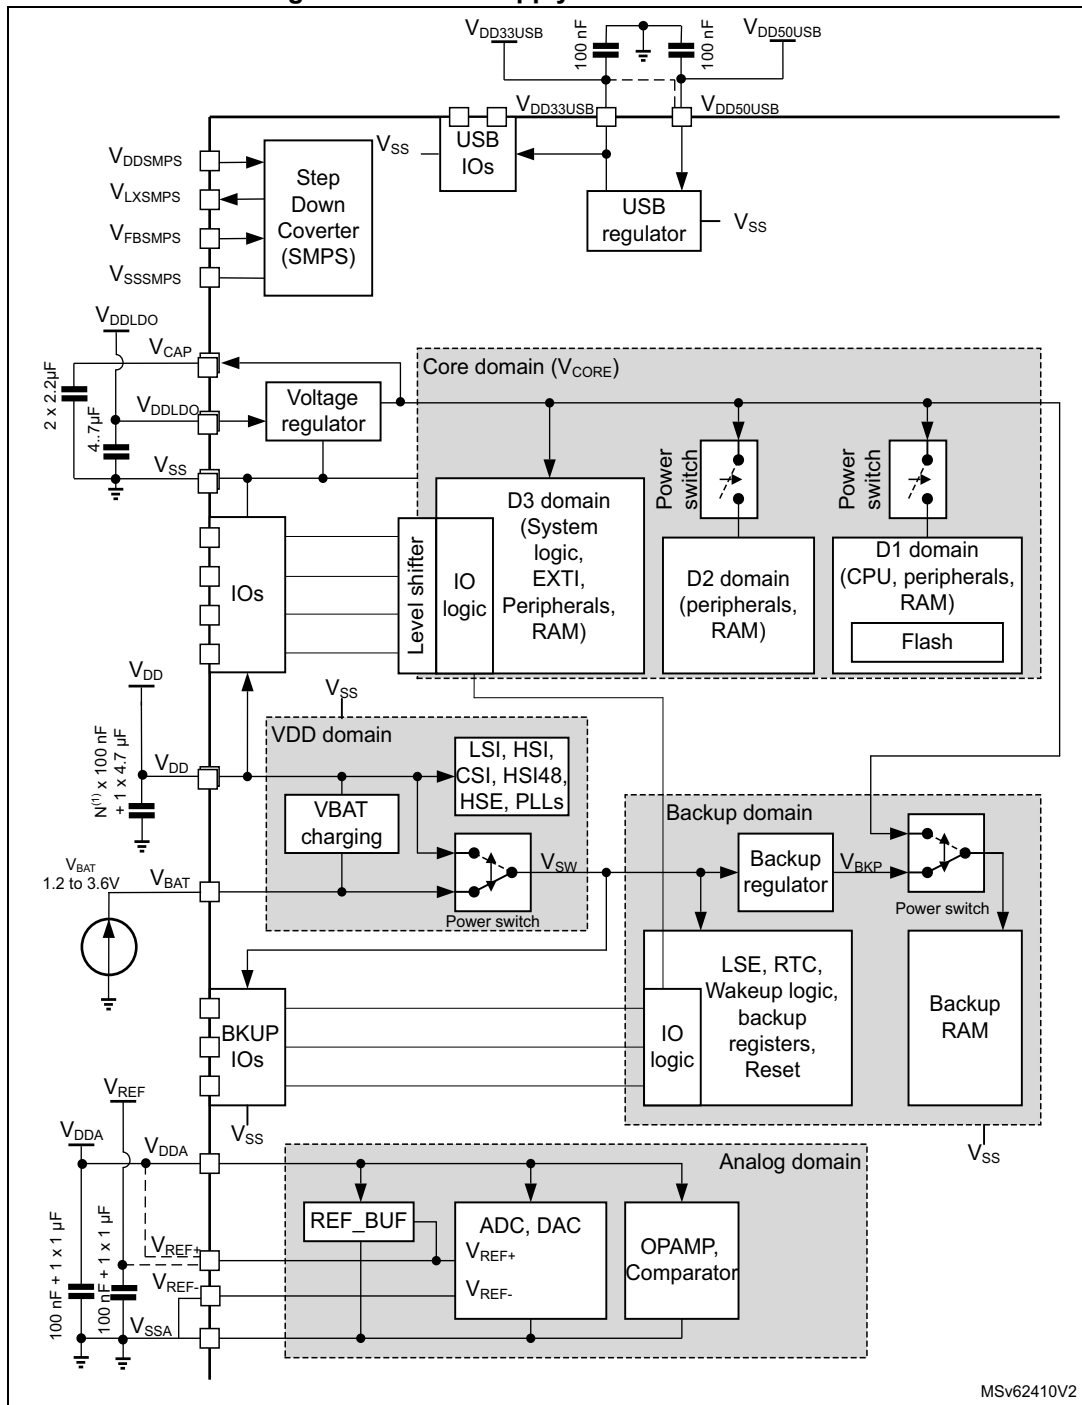 VDD33USB
100 nF
100 nF
VDD50USB
VDD33USB
VDD50USB
VSS
USB
IOs
USB
regulator
VSS
VDDSMPS
VLXSMPS
VFBSMPS
VSSSMPS
Step
Down
Coverter
(SMPS)
VDDLDO
VCAP
2 x 2.2µF
4..7µF
VDDLDO
VSS
Voltage
regulator
Core domain (VCORE)
Power
switch
Power
switch
D3 domain
(System
logic,
EXTI,
Peripherals,
RAM)
D2 domain
(peripherals,
RAM)
D1 domain
(CPU, peripherals,
RAM)
Flash
IOs
Level shifter
IO
logic
VDD
VDD
N(1) x 100 nF
+ 1 x 4.7 µF
VSS
VDD domain
LSI, HSI,
CSI, HSI48,
HSE, PLLs
VBAT
charging
VBAT
1.2 to 3.6V
VBAT
Power switch
VSW
Backup domain
Backup
regulator
VBKP
Power switch
LSE, RTC,
Wakeup logic,
backup
registers,
Reset
IO
logic
Backup
RAM
BKUP
IOs
VSS
VSS
VREF
VDDA
VDDA
100 nF + 1 x 1 µF
100 nF + 1 x 1 µF
VREF+
VREF-
VSSA
Analog domain
REF_BUF
ADC, DAC
VREF+
VREF-
OPAMP,
Comparator
MSv62410V2